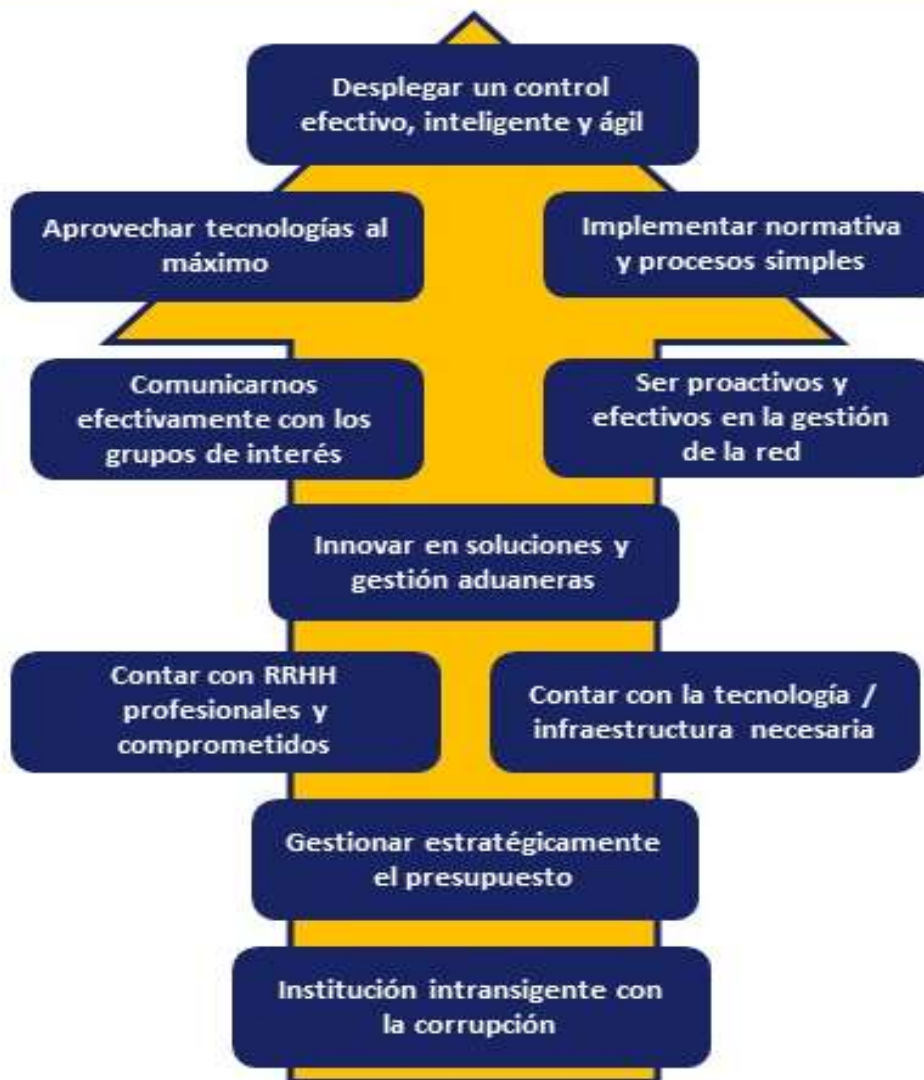 Desplegar un control
efectivo, inteligente y ágil
Aprovechar tecnologías al
máximo
Implementar normativa
y procesos simples
Comunicarnos
efectivamente con los
grupos de interés
Ser proactivos y
efectivos en la gestión
de la red
Innovar en soluciones y
gestión aduaneras
Contar con RRHH
profesionales y
comprometidos
Contar con la tecnología /
infraestructura necesaria
Gestionar estratégicamente
el presupuesto
Institución intransigente con
la corrupción